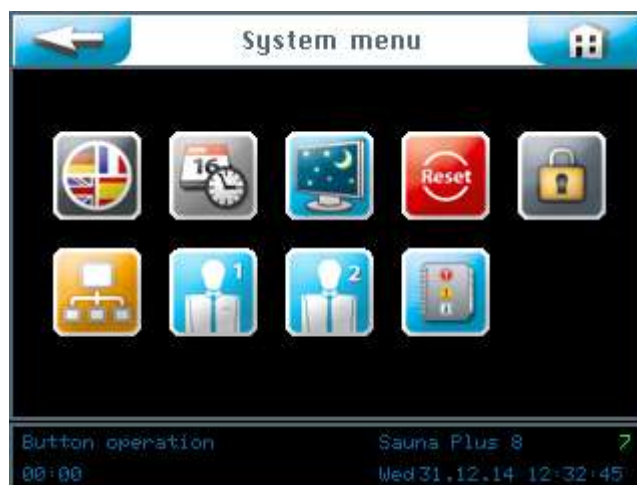 System menu
16
Reset
1
2
Button operation
Sauna Plus 8
7
00:00
Wed 31.12.14 12:32:45